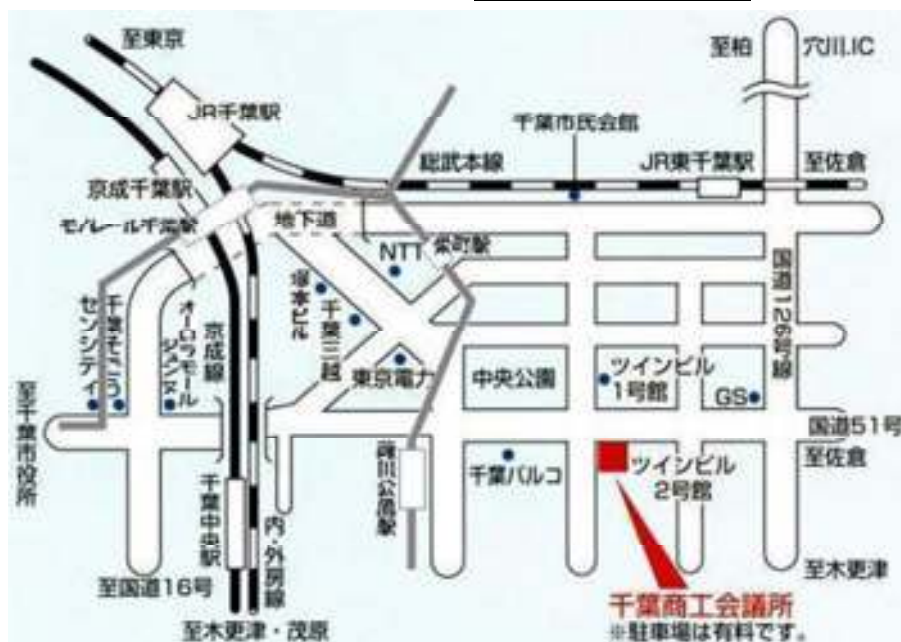 至東京
至柏
穴川IC
JR千葉駅
千葉市民会館
総武本線
JR東千葉駅
至佐倉
京成千葉駅
モノレール千葉駅
地下道
NTT
栄町駅
国道126号線
塚本ビル
千葉三越
センシティ
千葉そごう
オーロラモール
ジュンヌ
京成線
東京電力
中央公園
ツインビル
1号館
GS
至千葉市役所
国道51号
至佐倉
千葉パルコ
ツインビル
2号館
千葉中央駅
内・外房線
至国道16号
至木更津・茂原
至木更津
千葉商工会議所
※駐車場は有料です。